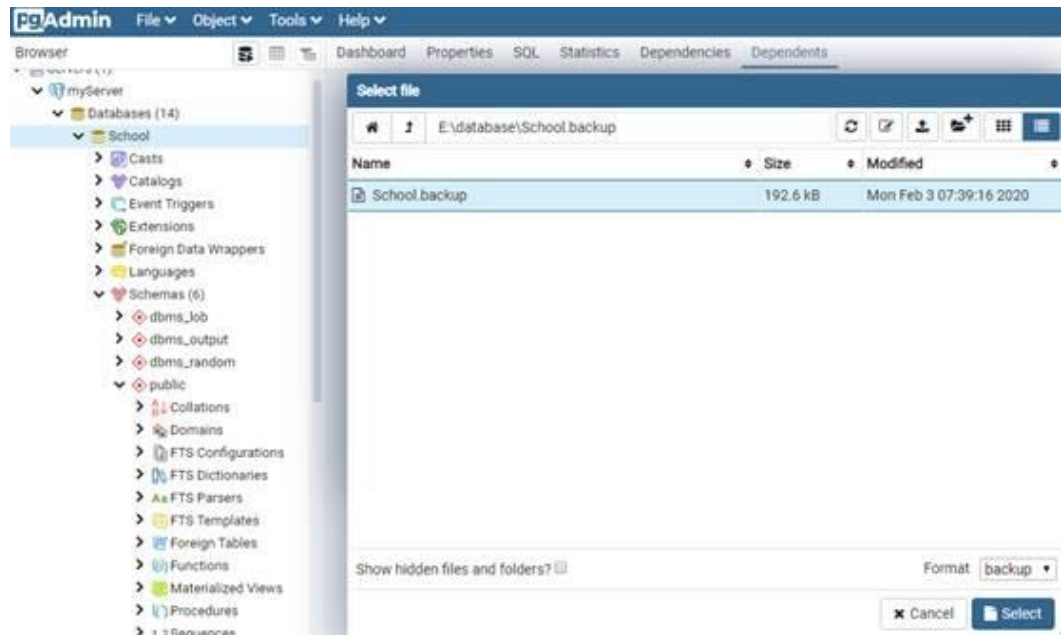 pgAdmin File Object Tools Help
Browser
Dashboard Properties SQL Statistics Dependencies Dependents
Servers (1)
myServer
Databases (14)
School
Casts
Catalogs
Event Triggers
Extensions
Foreign Data Wrappers
Languages
Schemas (6)
dbms_lob
dbms_output
dbms_random
public
Collations
Domains
FTS Configurations
FTS Dictionaries
FTS Parsers
FTS Templates
Foreign Tables
Functions
Materialized Views
Procedures
Sequences
Select file
E:\database\School.backup
Name Size Modified
School.backup 192.6 kB Mon Feb 3 07:39:16 2020
Show hidden files and folders? Format backup
Cancel Select